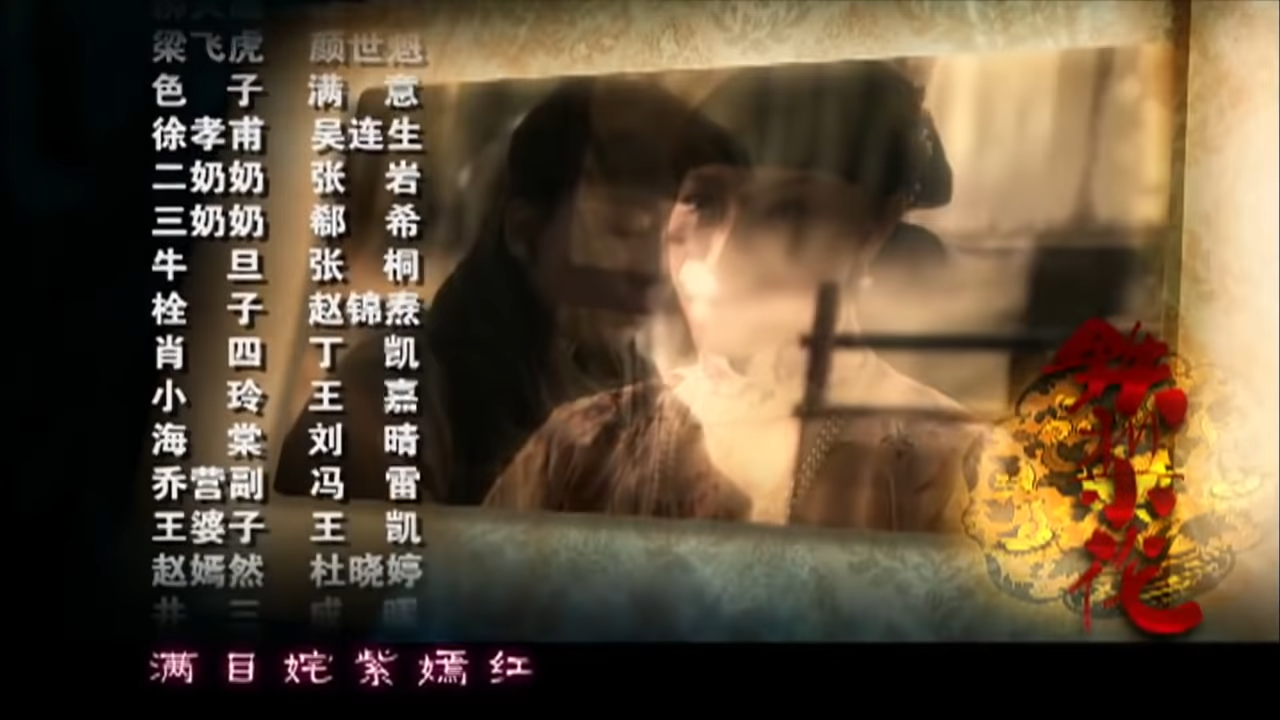 梁飞虎 颜世魁
色子 满意
徐孝甫 吴连生
二奶奶 张岩
三奶奶 郗希
牛旦 张桐
栓子 赵锦焘
肖四 丁凯
小玲 王嘉
海棠 刘晴
乔营副 冯雷
王婆子 王凯
赵嫣然 杜晓婷
满目姹紫嫣红